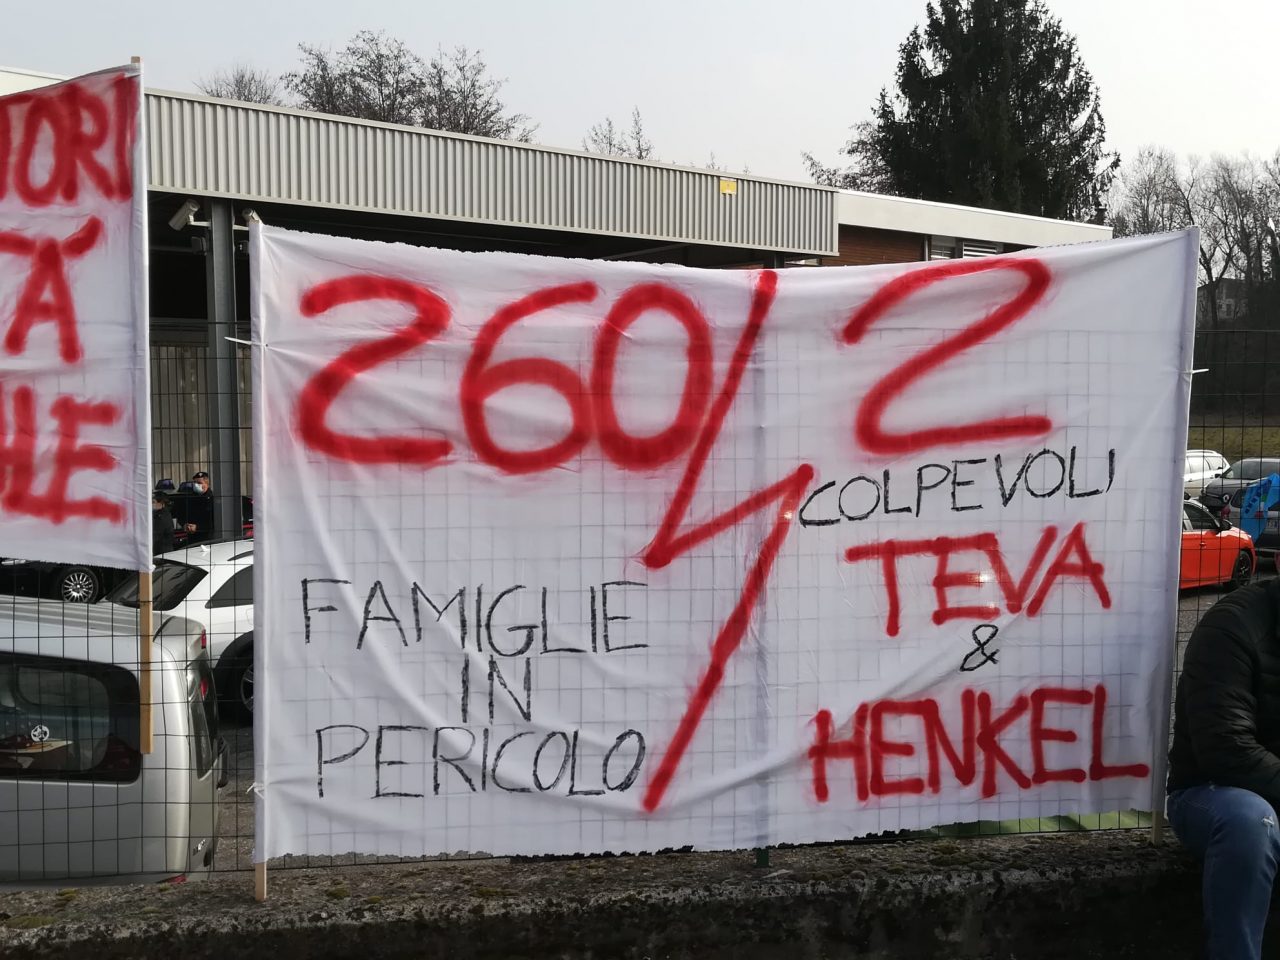 260
FAMIGLIE
IN
PERICOLO
2
COLPEVOLI
TEVA
&
HENKEL